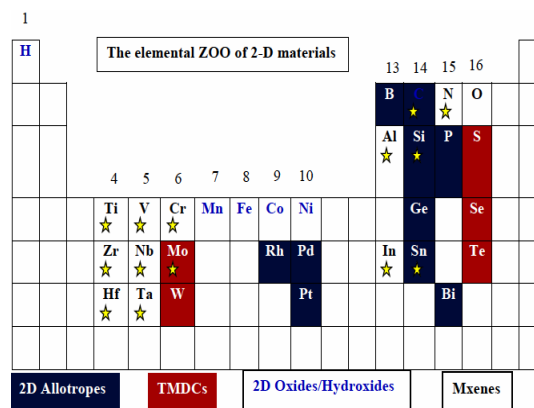 1
H
The elemental ZOO of 2-D materials
13 14 15 16
B C N O
Al Si P S
4 5 6 7 8 9 10
Ti V Cr Mn Fe Co Ni Ge Se
Zr Nb Mo Rh Pd In Sn Te
Hf Ta W Pt Bi
2D Allotropes TMDCs 2D Oxides/Hydroxides Mxenes